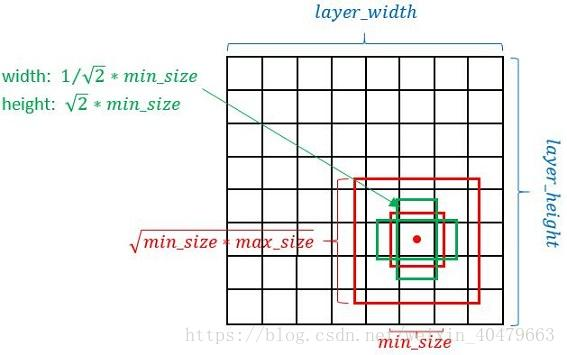 layer_width
width: 1/√2 * min_size
height: √2 * min_size
layer_height
√min_size * max_size
https://blog.csdn.net/weixin_40479663
min_size